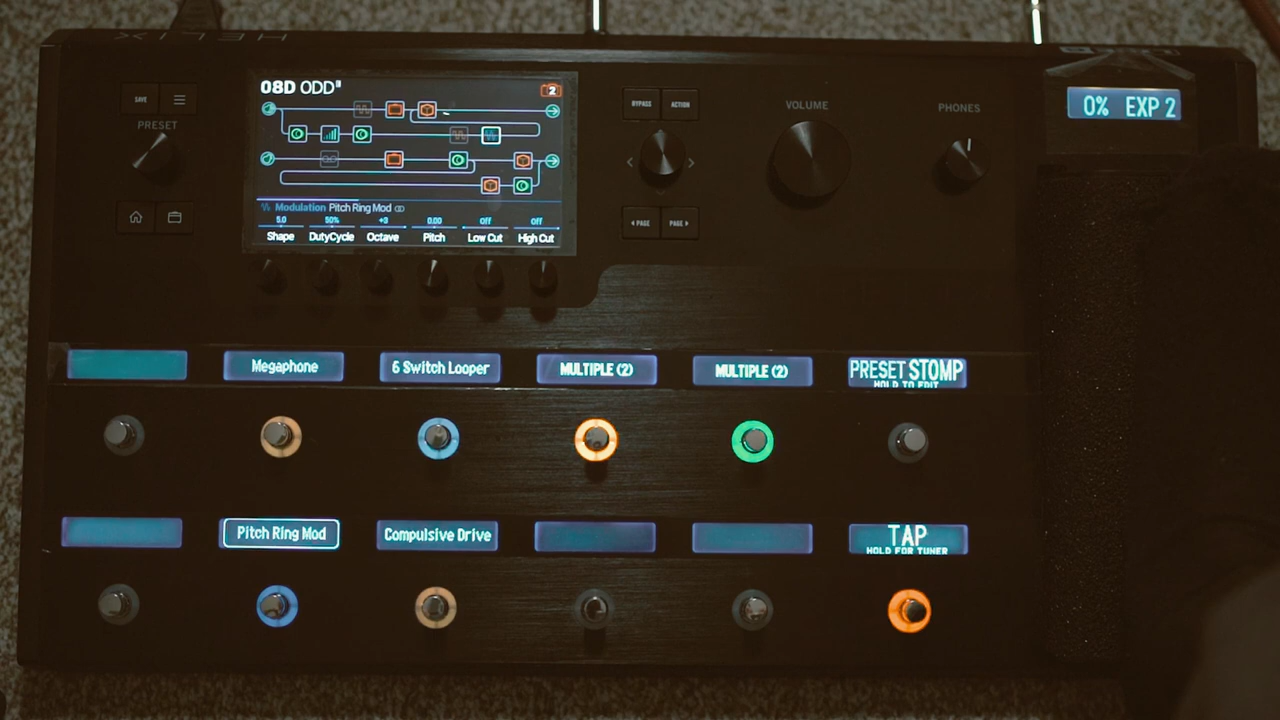 HELIX
SAVE
PRESET
08D ODD
2
Modulation Pitch Ring Mod
5.0 50% +3 0.00 Off Off
Shape DutyCycle Octave Pitch Low Cut High Cut
BYPASS ACTION
PAGE PAGE
VOLUME
PHONES
0% EXP 2
Megaphone
6 Switch Looper
MULTIPLE (2)
MULTIPLE (2)
PRESET STOMP
HOLD TO EDIT
Pitch Ring Mod
Compulsive Drive
TAP
HOLD FOR TUNER